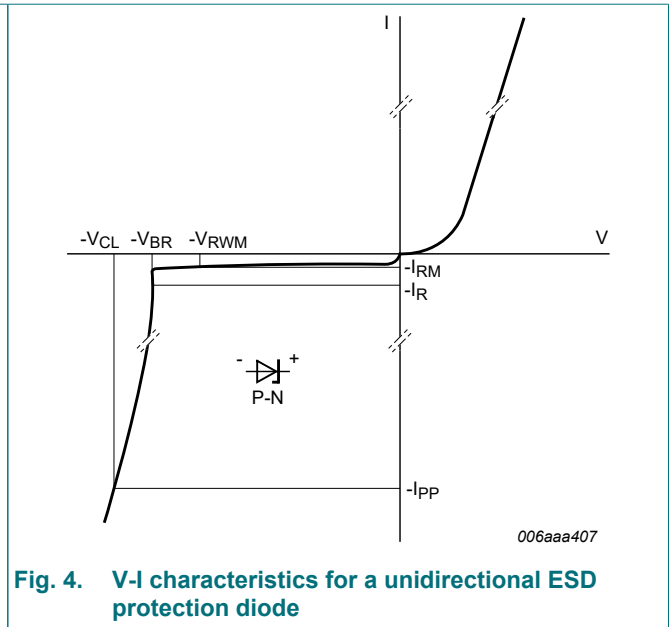 I
-VCL -VBR -VRWM V
-IRM
-IR
- +
P-N
-IPP
006aaa407
Fig. 4. V-I characteristics for a unidirectional ESD
protection diode